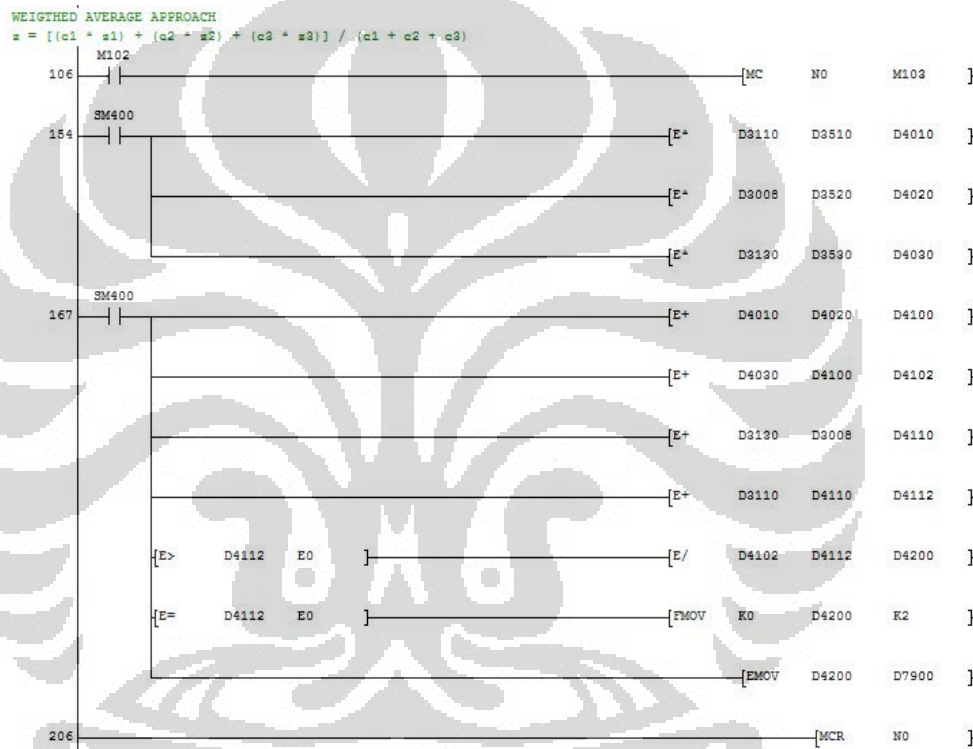 WEIGTHED AVERAGE APPROACH
z = [(c1 * z1) + (c2 * z2) + (c3 * z3)] / (c1 + c2 + c3)
M102
106 [MC N0 M103 ]
SM400
154 [E* D3110 D3510 D4010 ]
[E* D3008 D3520 D4020 ]
[E* D3130 D3530 D4030 ]
SM400
167 [E+ D4010 D4020 D4100 ]
[E+ D4030 D4100 D4102 ]
[E+ D3130 D3008 D4110 ]
[E+ D3110 D4110 D4112 ]
[E> D4112 E0 ] [E/ D4102 D4112 D4200 ]
[E= D4112 E0 ] [FMOV K0 D4200 K2 ]
[EMOV D4200 D7900 ]
206 [MCR N0 ]